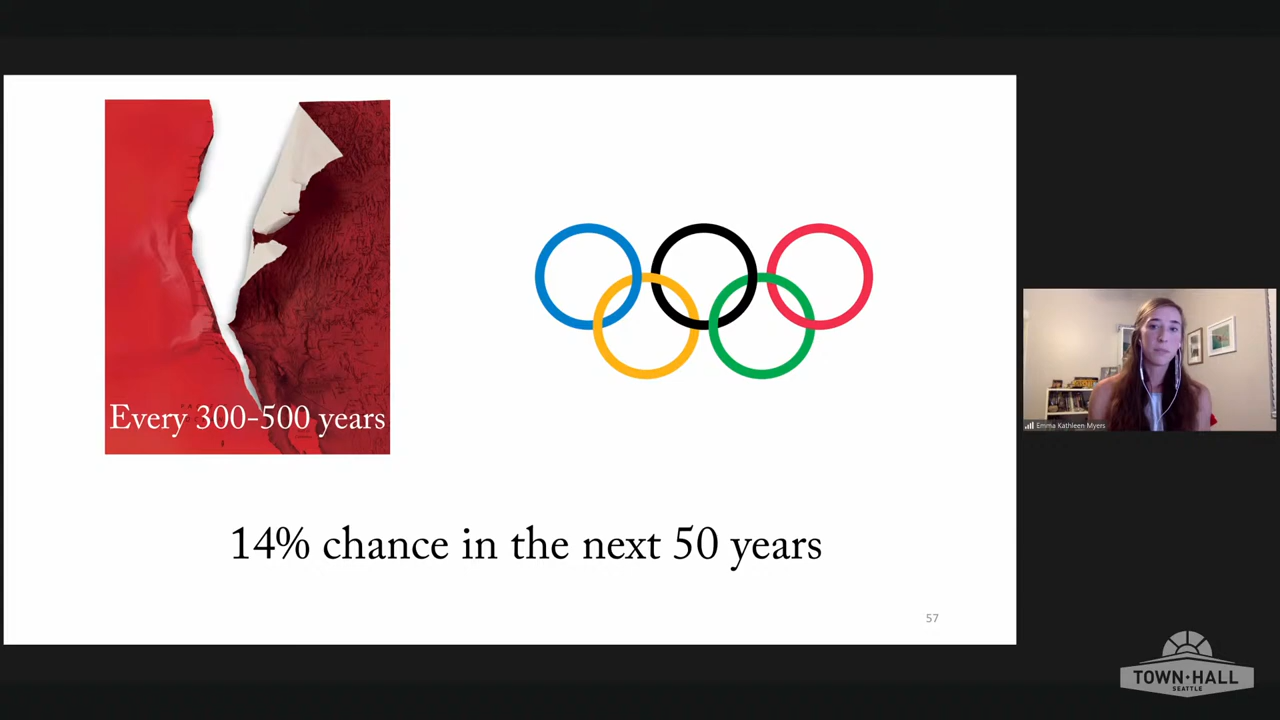 Every 300-500 years
14% chance in the next 50 years
57
Emma Kathleen Myers
TOWN·HALL
SEATTLE